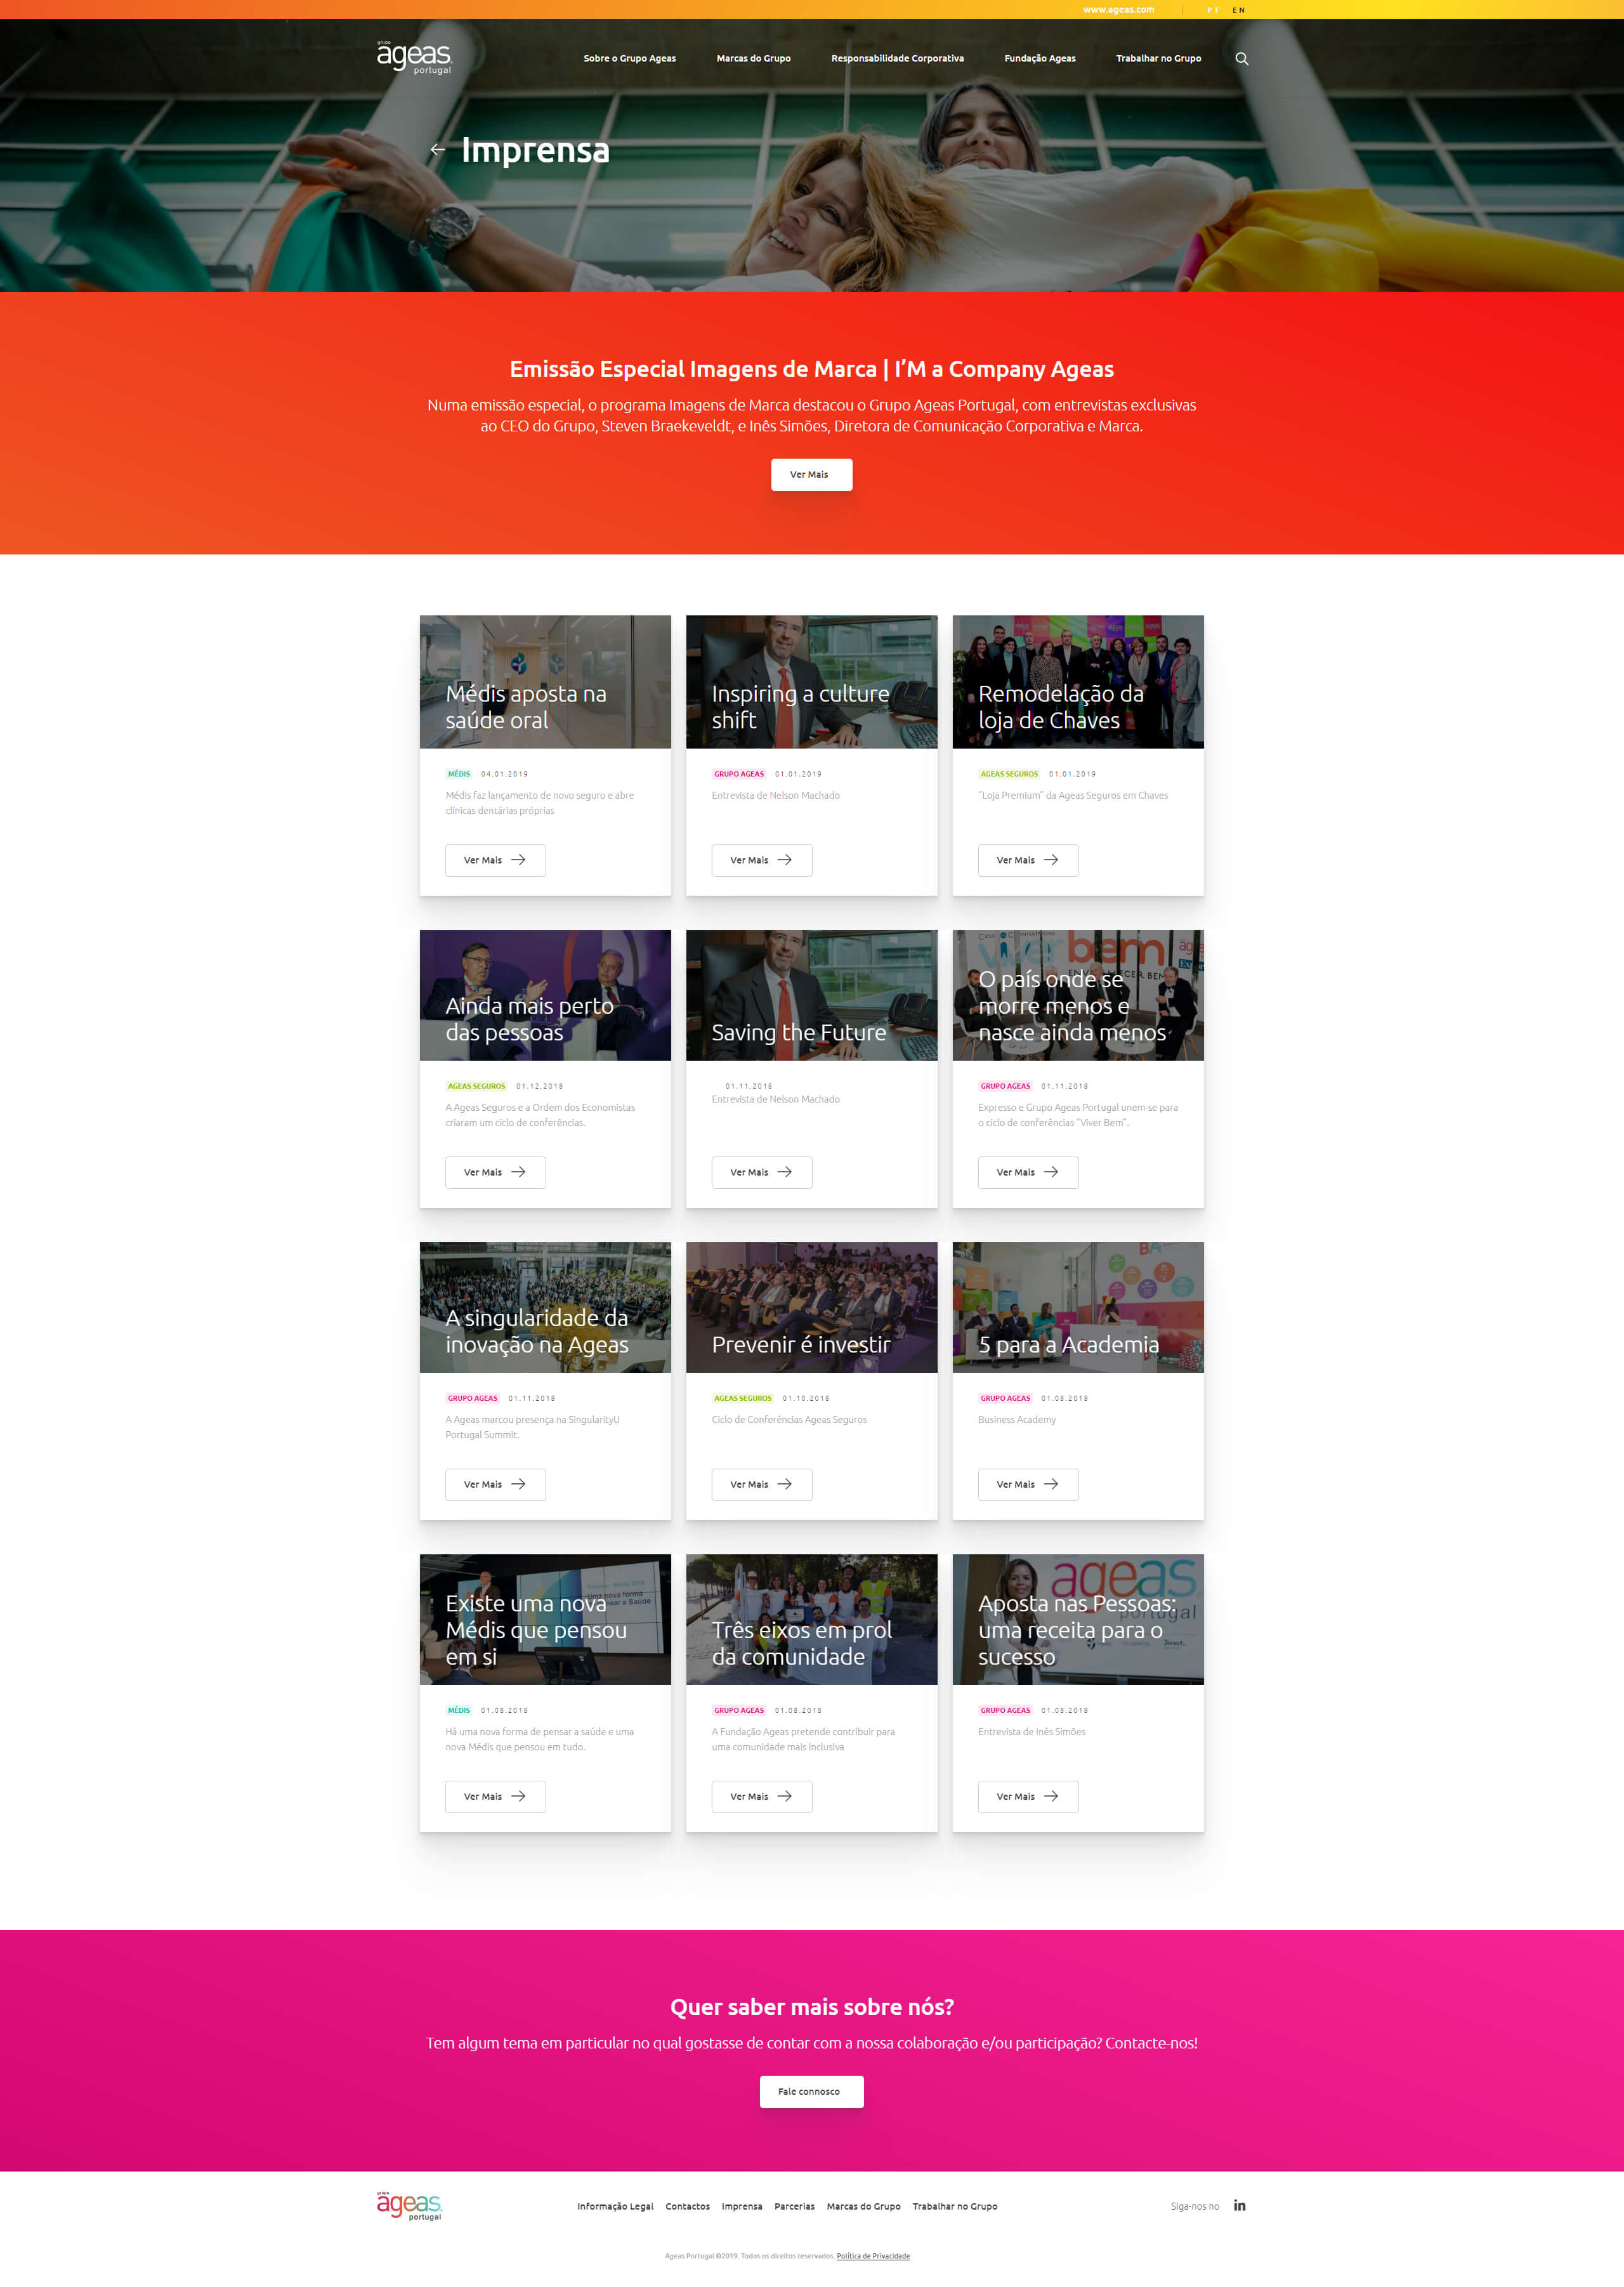 www.ageas.com | PT EN
grupo
ageas
portugal
Sobre o Grupo Ageas Marcas do Grupo Responsabilidade Corporativa Fundação Ageas Trabalhar no Grupo
Imprensa
Emissão Especial Imagens de Marca | I’M a Company Ageas
Numa emissão especial, o programa Imagens de Marca destacou o Grupo Ageas Portugal, com entrevistas exclusivas
ao CEO do Grupo, Steven Braekeveldt, e Inês Simões, Diretora de Comunicação Corporativa e Marca.
Ver Mais
Médis aposta na
saúde oral
MÉDIS 04.01.2019
Médis faz lançamento de novo seguro e abre
clínicas dentárias próprias
Ver Mais
Inspiring a culture
shift
GRUPO AGEAS 01.01.2019
Entrevista de Nelson Machado
Ver Mais
Remodelação da
loja de Chaves
AGEAS SEGUROS 01.01.2019
“Loja Premium” da Ageas Seguros em Chaves
Ver Mais
Ainda mais perto
das pessoas
AGEAS SEGUROS 01.12.2018
A Ageas Seguros e a Ordem dos Economistas
criaram um ciclo de conferências.
Ver Mais
Saving the Future
01.11.2018
Entrevista de Nelson Machado
Ver Mais
O país onde se
morre menos e
nasce ainda menos
GRUPO AGEAS 01.11.2018
Expresso e Grupo Ageas Portugal unem-se para
o ciclo de conferências “Viver Bem”.
Ver Mais
A singularidade da
inovação na Ageas
GRUPO AGEAS 01.11.2018
A Ageas marcou presença na SingularityU
Portugal Summit.
Ver Mais
Prevenir é investir
AGEAS SEGUROS 01.10.2018
Ciclo de Conferências Ageas Seguros
Ver Mais
5 para a Academia
GRUPO AGEAS 01.08.2018
Business Academy
Ver Mais
Existe uma nova
Médis que pensou
em si
MÉDIS 01.08.2018
Há uma nova forma de pensar a saúde e uma
nova Médis que pensou em tudo.
Ver Mais
Três eixos em prol
da comunidade
GRUPO AGEAS 01.08.2018
A Fundação Ageas pretende contribuir para
uma comunidade mais inclusiva
Ver Mais
ageas
portugal
Aposta nas Pessoas:
uma receita para o
sucesso
GRUPO AGEAS 01.08.2018
Entrevista de Inês Simões
Ver Mais
Quer saber mais sobre nós?
Tem algum tema em particular no qual gostasse de contar com a nossa colaboração e/ou participação? Contacte-nos!
Fale connosco
grupo
ageas
portugal
Informação Legal Contactos Imprensa Parcerias Marcas do Grupo Trabalhar no Grupo
Siga-nos no in
Ageas Portugal ©2019. Todos os direitos reservados. Política de Privacidade